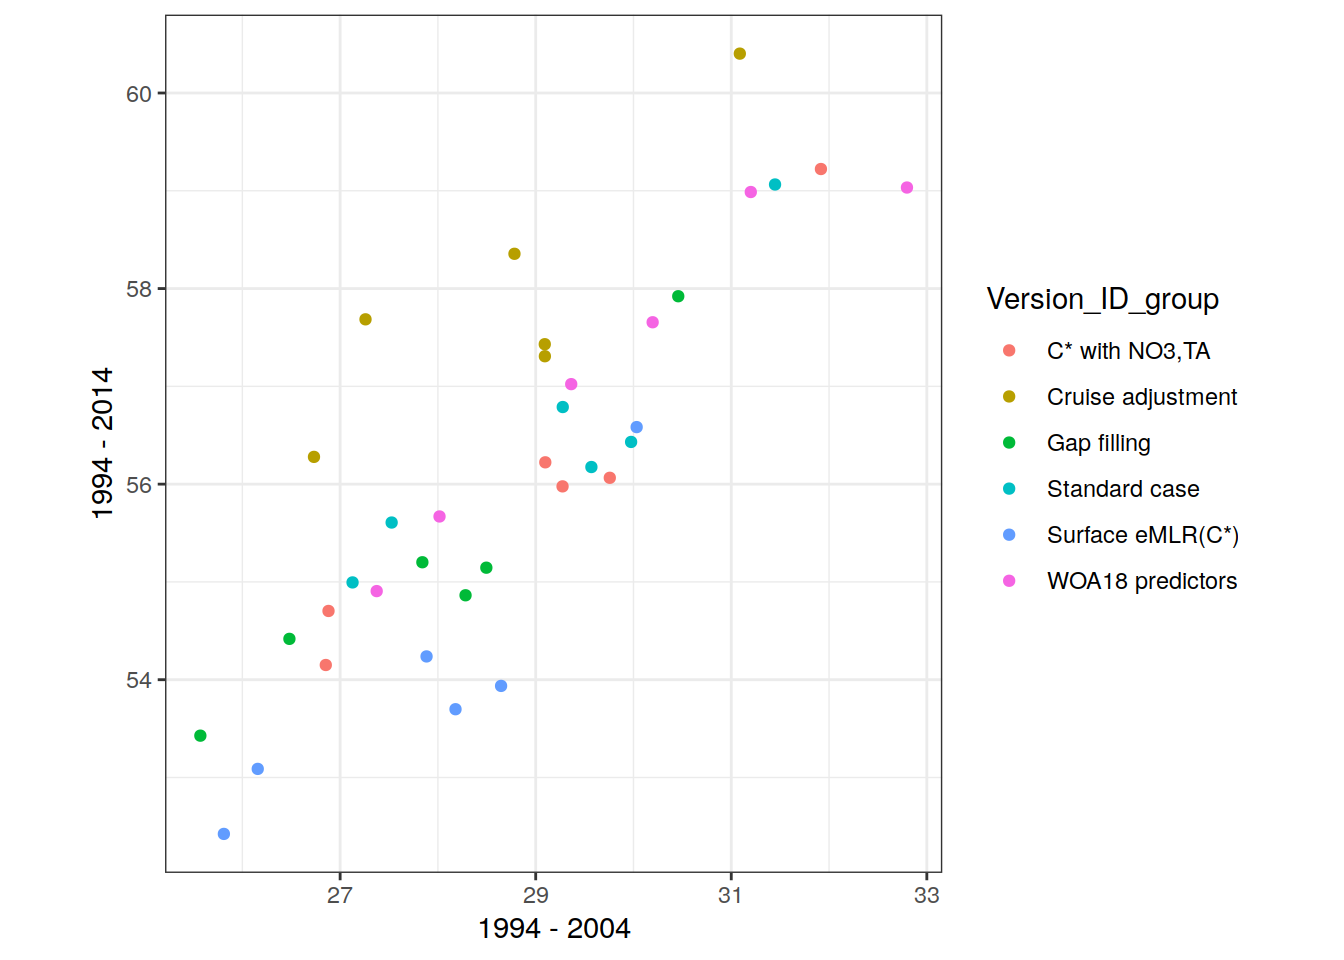 60
58
56
54
1994 - 2014
27 29 31 33
1994 - 2004
Version_ID_group
C* with NO3,TA
Cruise adjustment
Gap filling
Standard case
Surface eMLR(C*)
WOA18 predictors